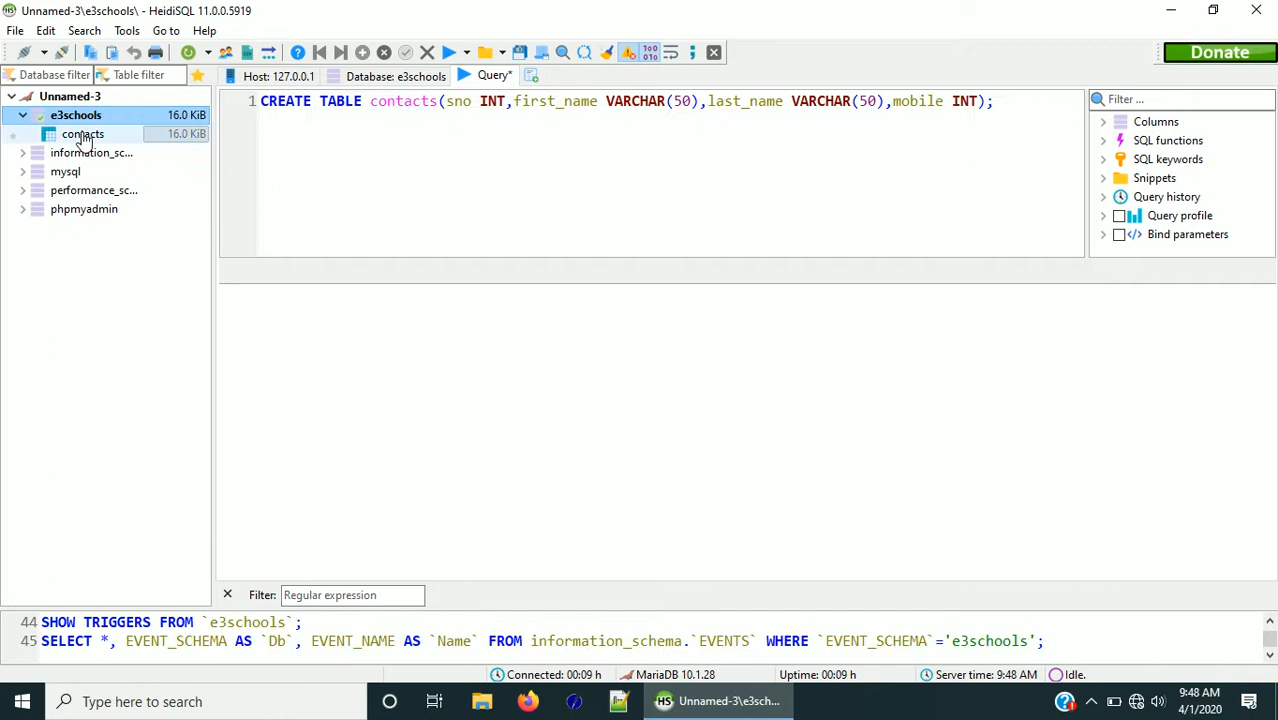 Unnamed-3\e3schools\ - HeidiSQL 11.0.0.5919
File Edit Search Tools Go to Help
Donate
Database filter Table filter Host: 127.0.0.1 Database: e3schools Query*
Unnamed-3
e3schools 16.0 KiB
contacts 16.0 KiB
information_sc...
mysql
performance_sc...
phpmyadmin
1 CREATE TABLE contacts(sno INT,first_name VARCHAR(50),last_name VARCHAR(50),mobile INT);
Filter ...
Columns
SQL functions
SQL keywords
Snippets
Query history
Query profile
Bind parameters
Filter: Regular expression
44 SHOW TRIGGERS FROM `e3schools`;
45 SELECT *, EVENT_SCHEMA AS `Db`, EVENT_NAME AS `Name` FROM information_schema.`EVENTS` WHERE `EVENT_SCHEMA`='e3schools';
Connected: 00:09 h MariaDB 10.1.28 Uptime: 00:09 h Server time: 9:48 AM Idle.
Type here to search
Unnamed-3\e3sch...
9:48 AM
4/1/2020